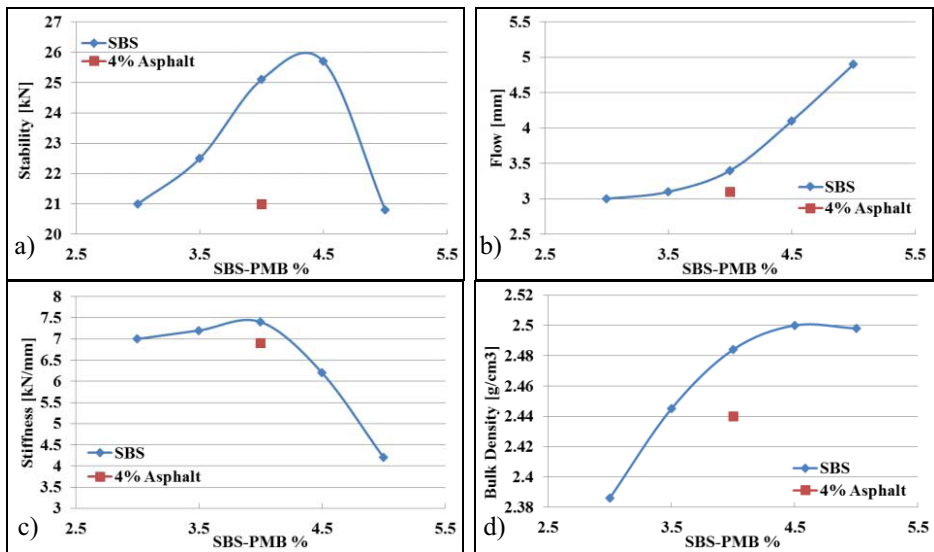 27
26
25
24
23
22
21
20
Stability [kN]
SBS
4% Asphalt
2.5 3.5 4.5 5.5
SBS-PMB %
a)
5.5
5
4.5
4
3.5
3
2.5
Flow [mm]
SBS
4% Asphalt
2.5 3.5 4.5 5.5
SBS-PMB %
b)
8
7.5
7
6.5
6
5.5
5
4.5
4
3.5
3
Stiffness [kN/mm]
SBS
4% Asphalt
2.5 3.5 4.5 5.5
SBS-PMB %
c)
2.52
2.5
2.48
2.46
2.44
2.42
2.4
2.38
Bulk Density [g/cm3]
SBS
4% Asphalt
2.5 3.5 4.5 5.5
SBS-PMB %
d)